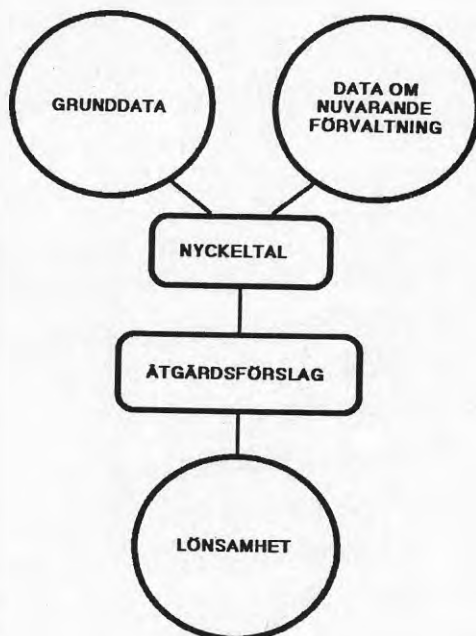 GRUNDDATA
DATA OM
NUVARANDE
FÖRVALTNING
NYCKELTAL
ÅTGÄRDSFÖRSLAG
LÖNSAMHET